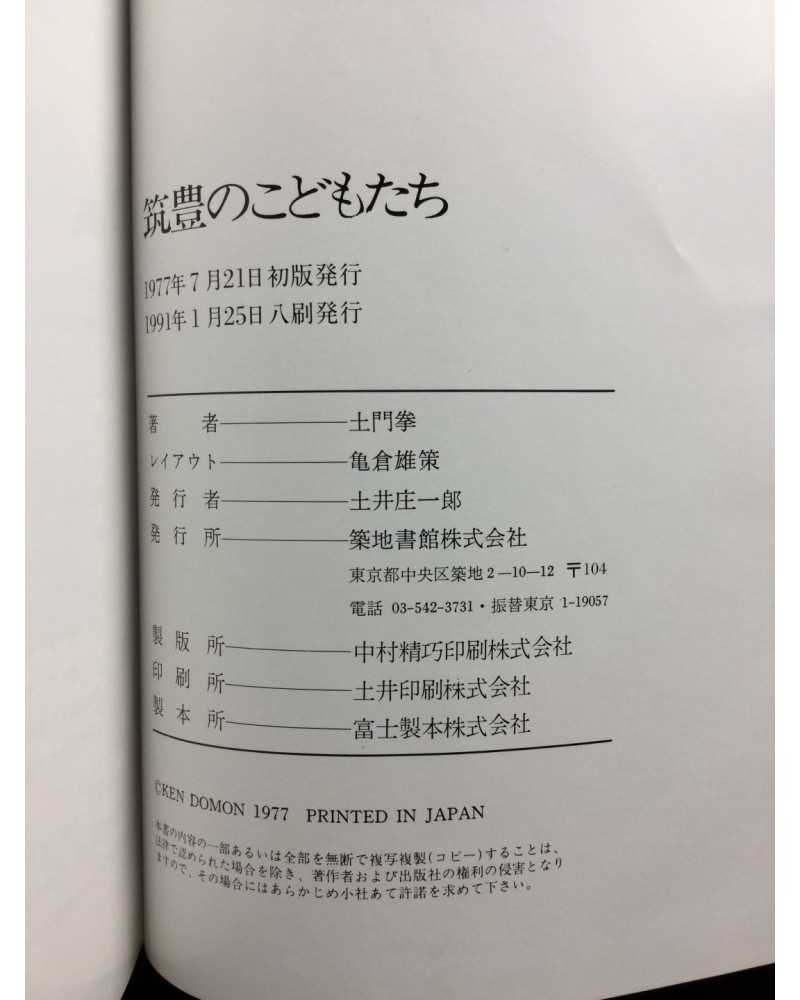 筑豊のこどもたち
1977年7月21日初版発行
1991年1月25日八刷発行
著者――――土門拳
レイアウト――――亀倉雄策
発行者――――土井庄一郎
発行所――――築地書館株式会社
東京都中央区築地2―10―12 〒104
電話 03-542-3731・振替東京 1-19057
製版所――――中村精巧印刷株式会社
印刷所――――土井印刷株式会社
製本所――――富士製本株式会社
©KEN DOMON 1977 PRINTED IN JAPAN
本書の内容の一部あるいは全部を無断で複写複製(コピー)することは、
法律で認められた場合を除き、著作者および出版社の権利の侵害となり
ますので、その場合にはあらかじめ小社あて許諾を求めて下さい。